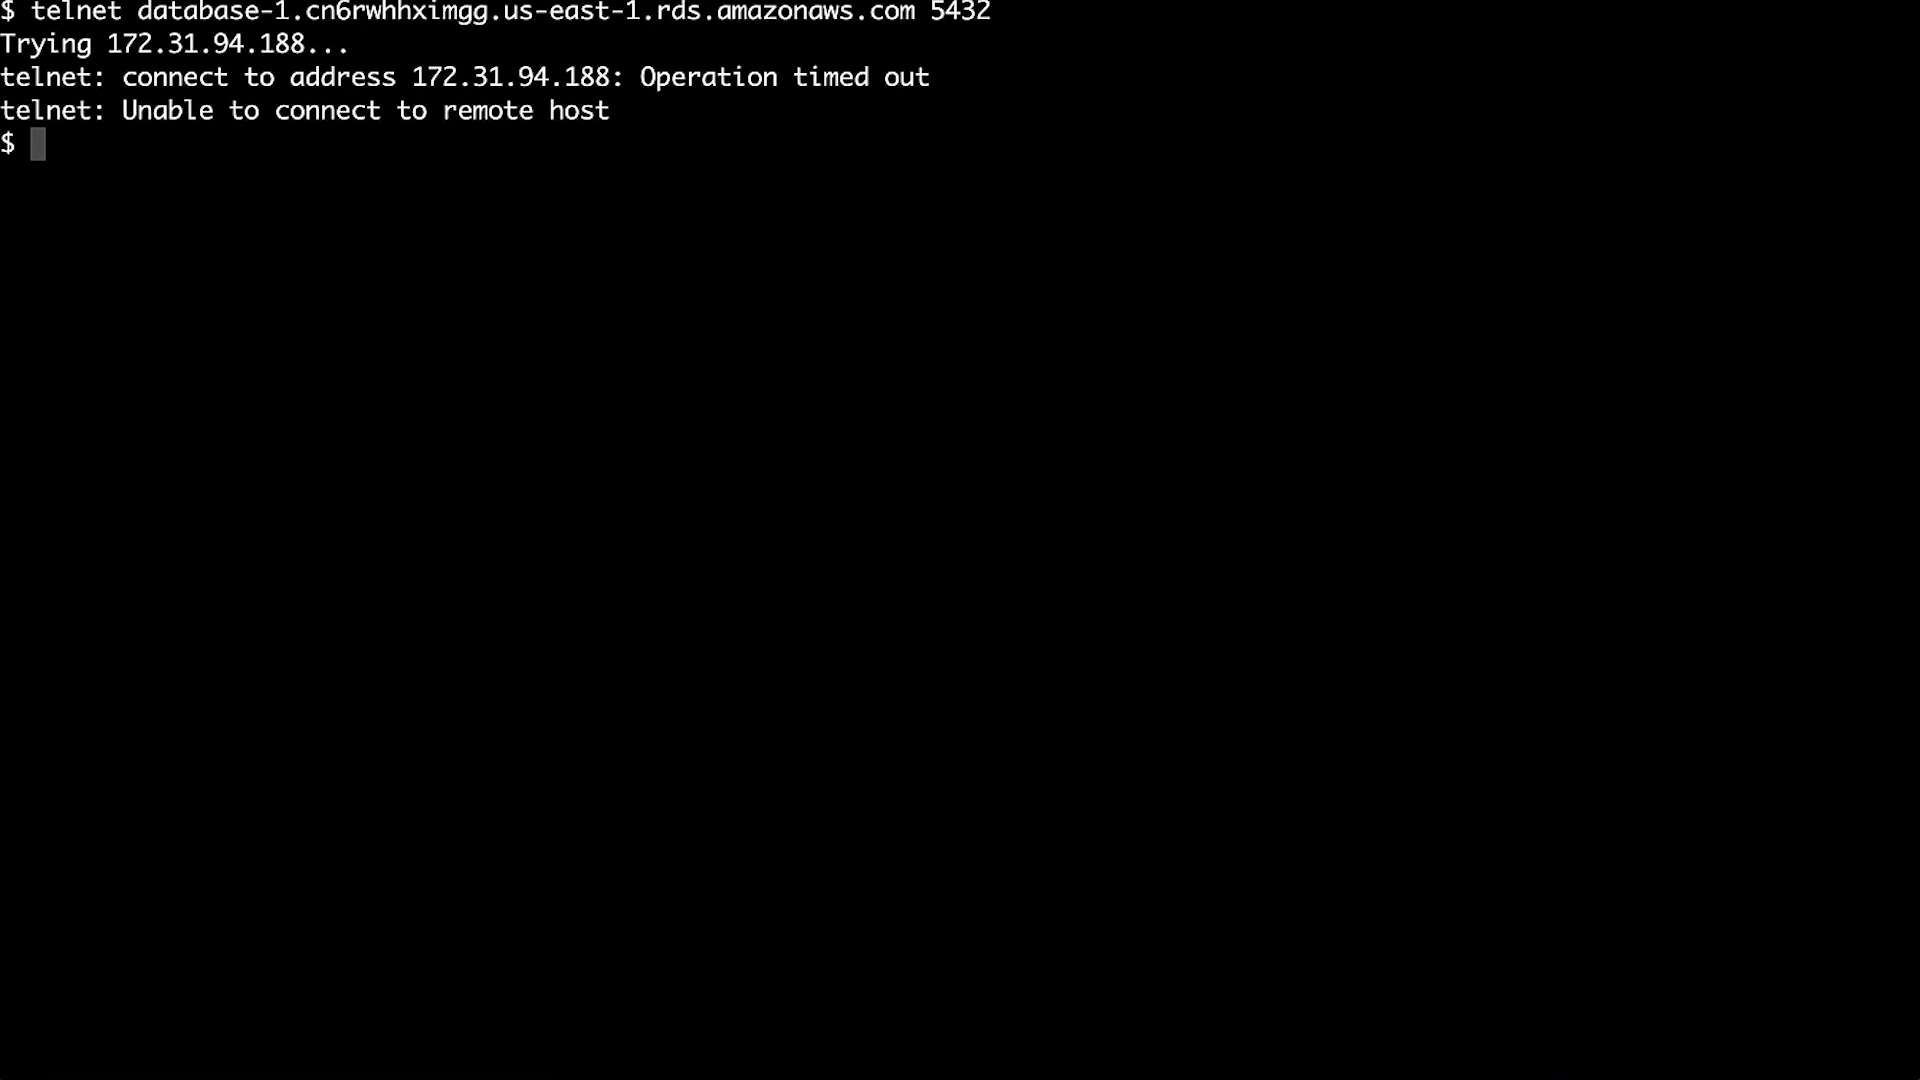 $ telnet database-1.cn6rwhhximgg.us-east-1.rds.amazonaws.com 5432
Trying 172.31.94.188...
telnet: connect to address 172.31.94.188: Operation timed out
telnet: Unable to connect to remote host
$